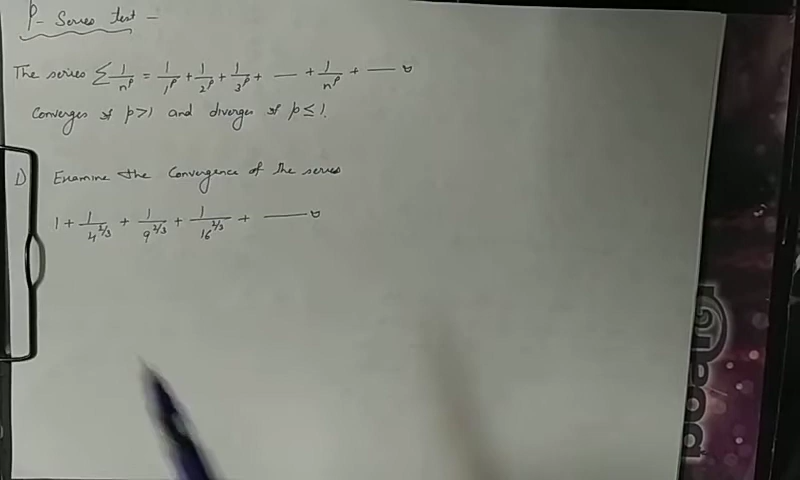 P- Series test -
The series ∑ 1/n^p = 1/1^p + 1/2^p + 1/3^p + — + 1/n^p + — ∞
Converges if p>1 and diverges if p ≤ 1.
1) Examine the Convergence of the series
1 + 1/4^2/3 + 1/9^2/3 + 1/16^2/3 + — ∞